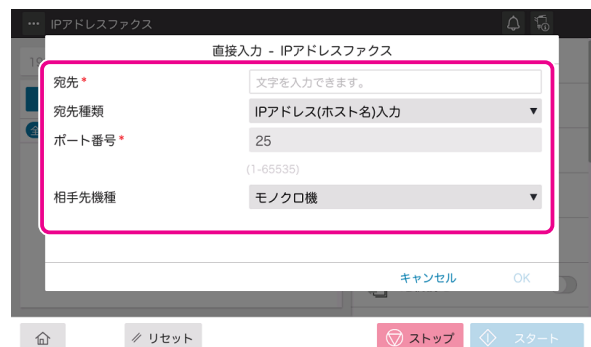 … IPアドレスファクス
直接入力 - IPアドレスファクス
宛先*
文字を入力できます。
宛先種類
IPアドレス(ホスト名)入力
ポート番号*
25
(1-65535)
相手先機種
モノクロ機
キャンセル
OK
リセット
ストップ
スタート